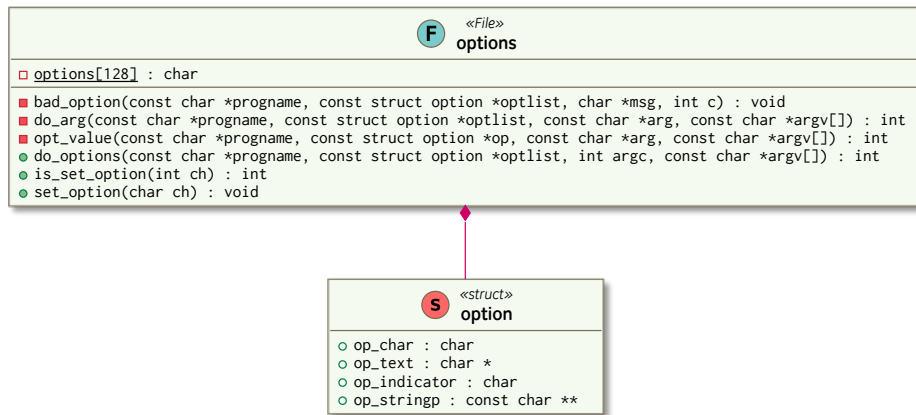 F
«File»
options
options[128] : char
bad_option(const char *progname, const struct option *optlist, char *msg, int c) : void
do_arg(const char *progname, const struct option *optlist, const char *arg, const char *argv[]) : int
opt_value(const char *progname, const struct option *op, const char *arg, const char *argv[]) : int
do_options(const char *progname, const struct option *optlist, int argc, const char *argv[]) : int
is_set_option(int ch) : int
set_option(char ch) : void
S
«struct»
option
op_char : char
op_text : char *
op_indicator : char
op_stringp : const char **